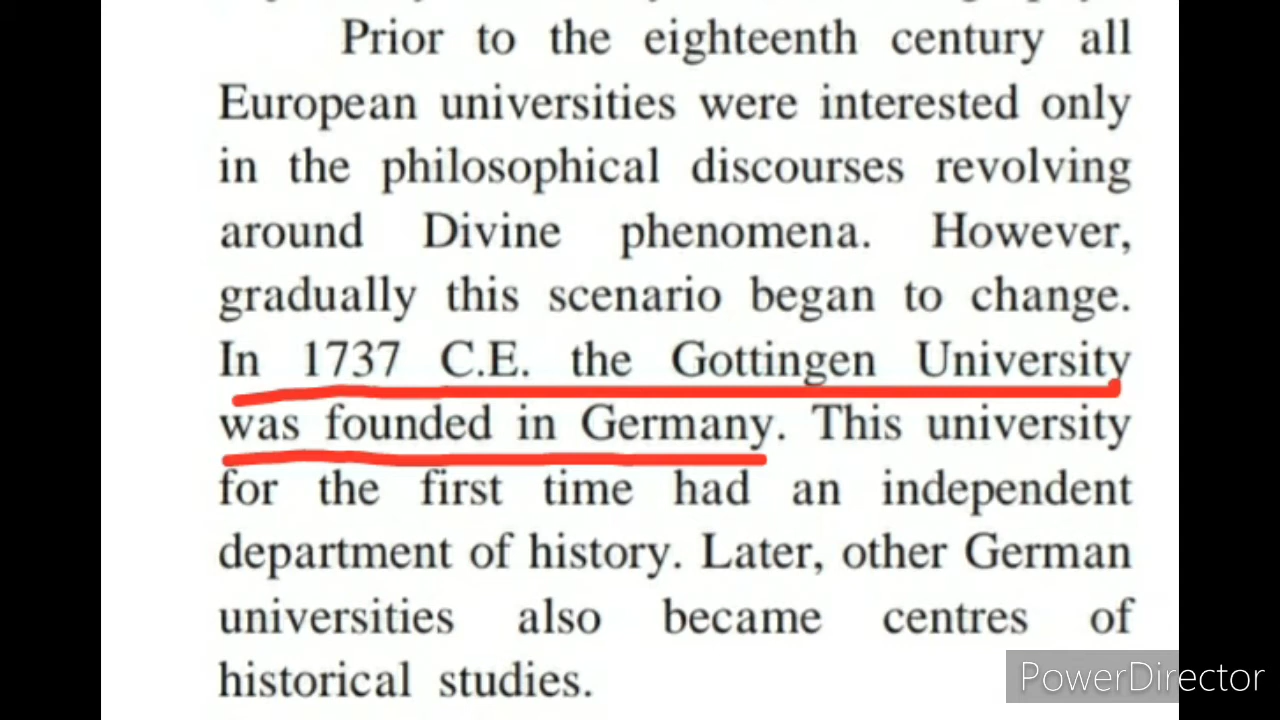 Prior to the eighteenth century all
European universities were interested only
in the philosophical discourses revolving
around Divine phenomena. However,
gradually this scenario began to change.
In 1737 C.E. the Gottingen University
was founded in Germany. This university
for the first time had an independent
department of history. Later, other German
universities also became centres of
historical studies.
PowerDirector